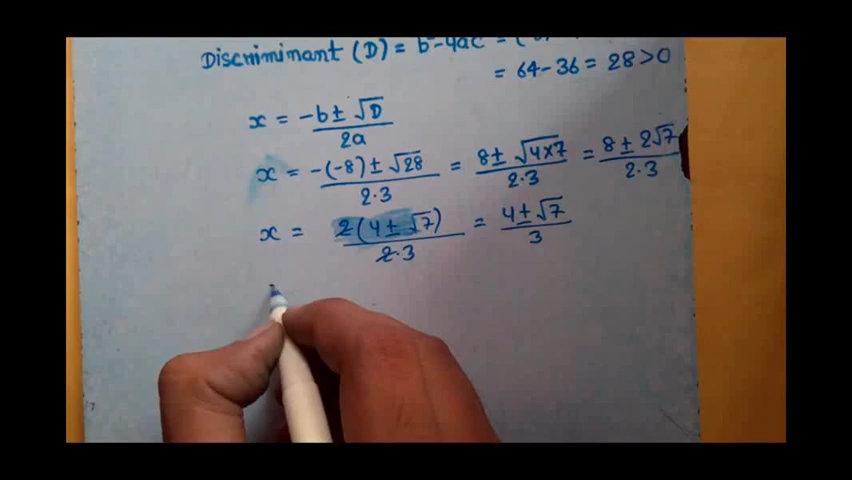 Discriminant (D) = b²-4ac =
= 64-36 = 28 >0
x = -b ± √D / 2a
x = -(-8) ± √28 / 2·3 = 8 ± √4×7 / 2·3 = 8 ± 2√7 / 2·3
x = 2(4 ± √7) / 2·3 = 4 ± √7 / 3